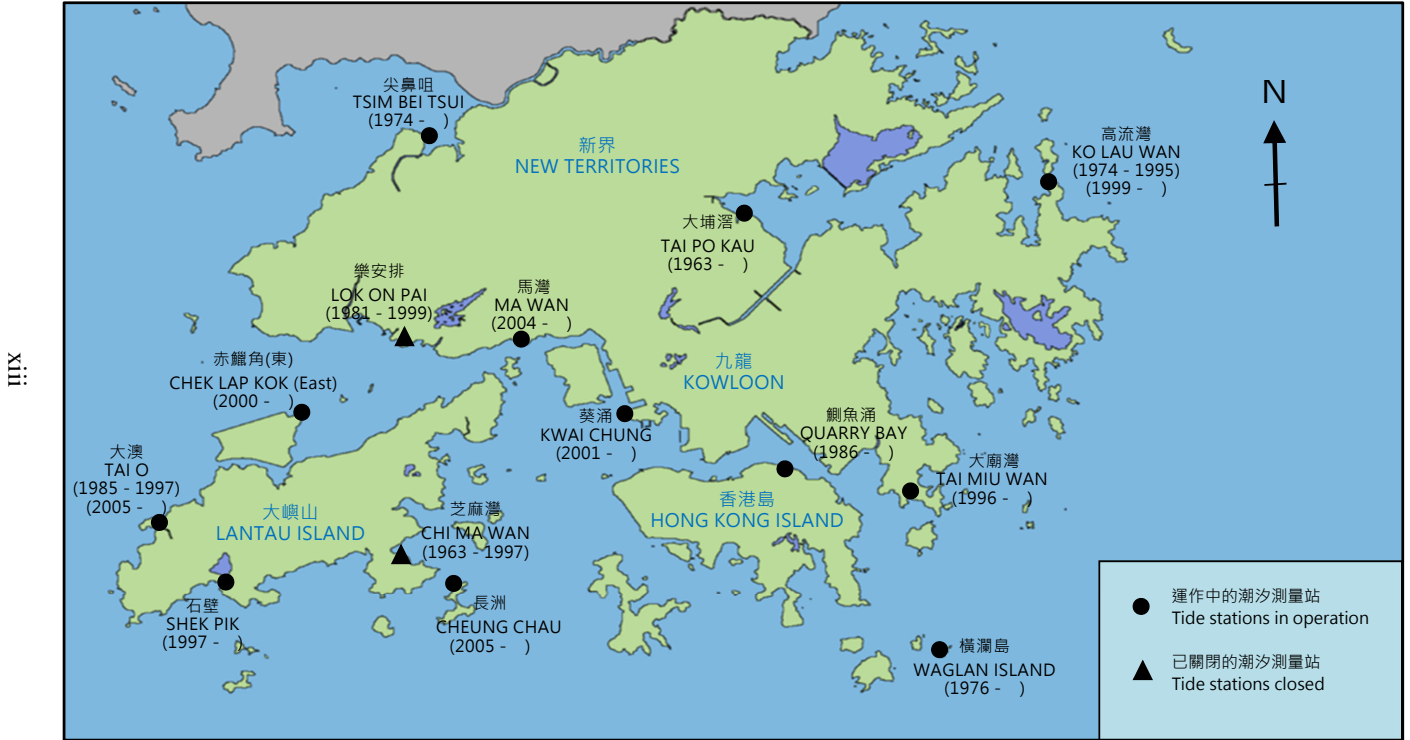 尖鼻咀
TSIM BEI TSUI
(1974 - )
新界
NEW TERRITORIES
N
高流灣
KO LAU WAN
(1974 - 1995)
(1999 - )
大埔滘
TAI PO KAU
(1963 - )
樂安排
LOK ON PAI
(1981 - 1999)
馬灣
MA WAN
(2004 - )
赤鱲角(東)
CHEK LAP KOK (East)
(2000 - )
九龍
KOWLOON
葵涌
KWAI CHUNG
(2001 - )
鰂魚涌
QUARRY BAY
(1986 - )
大廟灣
TAI MIU WAN
(1996 - )
大澳
TAI O
(1985 - 1997)
(2005 - )
大嶼山
LANTAU ISLAND
芝麻灣
CHI MA WAN
(1963 - 1997)
香港島
HONG KONG ISLAND
石壁
SHEK PIK
(1997 - )
長洲
CHEUNG CHAU
(2005 - )
橫瀾島
WAGLAN ISLAND
(1976 - )
運作中的潮汐測量站
Tide stations in operation
已關閉的潮汐測量站
Tide stations closed
xiii